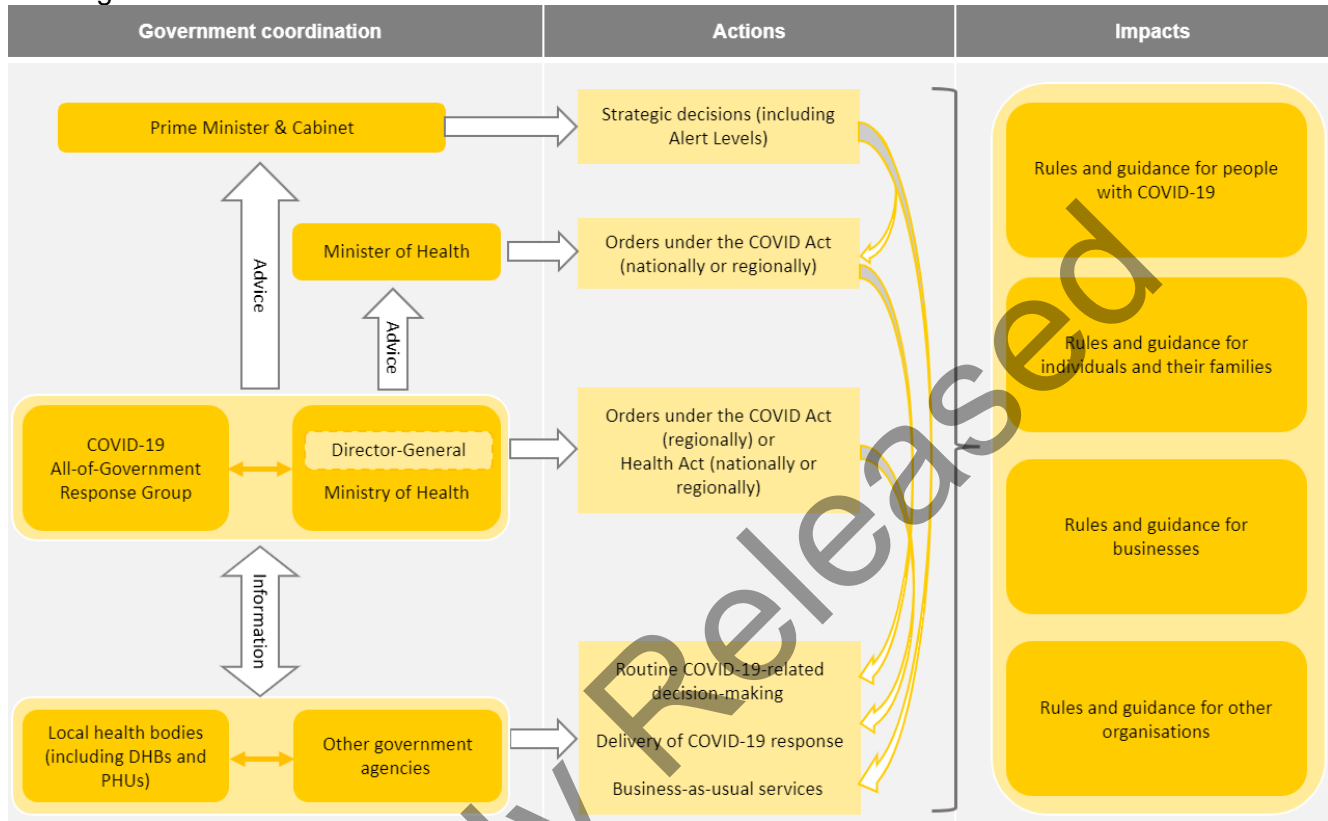 Government coordination
Actions
Impacts
Prime Minister & Cabinet
Strategic decisions (including
Alert Levels)
Rules and guidance for people
with COVID-19
Advice
Minister of Health
Orders under the COVID Act
(nationally or regionally)
Advice
Rules and guidance for
individuals and their families
COVID-19
All-of-Government
Response Group
Director-General
Ministry of Health
Orders under the COVID Act
(regionally) or
Health Act (nationally or
regionally)
Rules and guidance for
businesses
Information
Local health bodies
(including DHBs and
PHUs)
Other government
agencies
Routine COVID-19-related
decision-making
Delivery of COVID-19 response
Business-as-usual services
Rules and guidance for other
organisations
Released